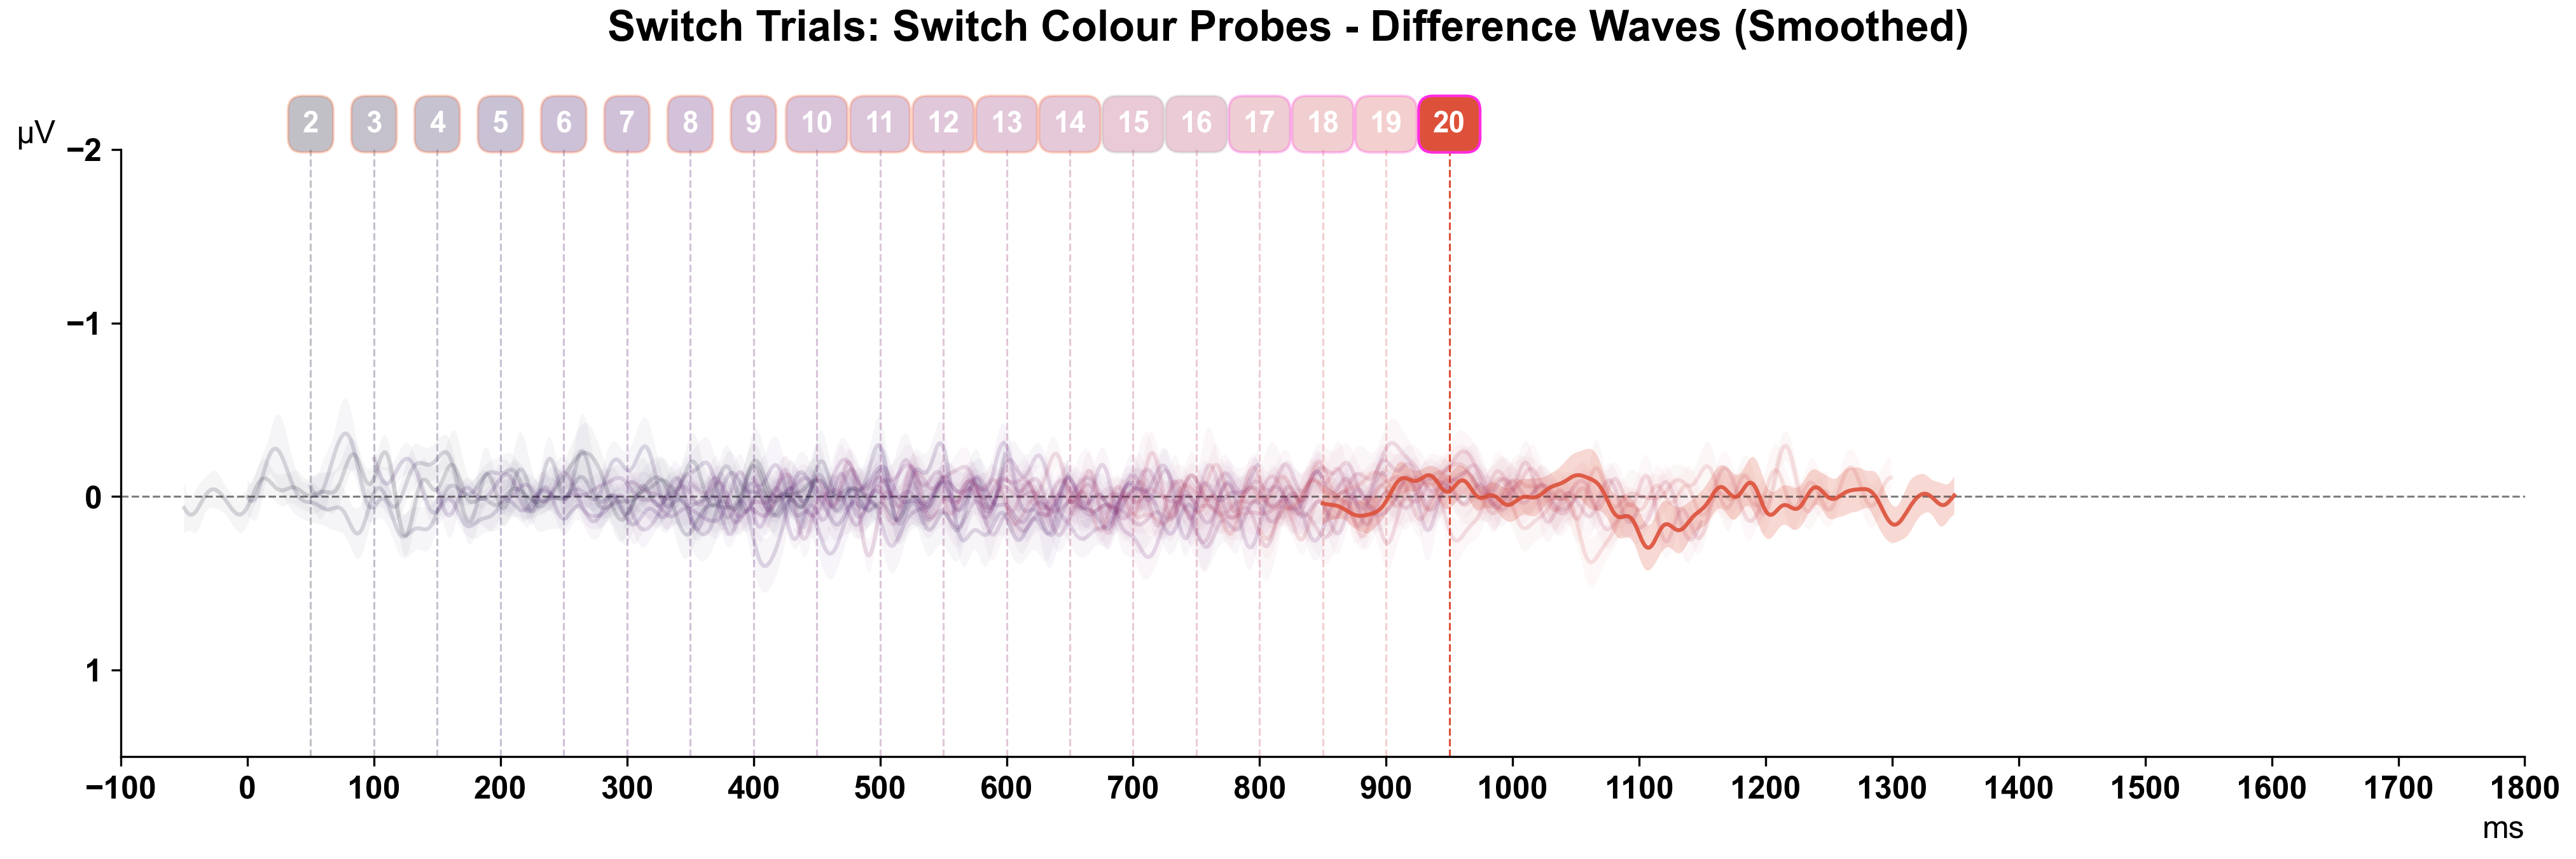 Switch Trials: Switch Colour Probes - Difference Waves (Smoothed)
2 3 4 5 6 7 8 9 10 11 12 13 14 15 16 17 18 19 20
µV
−2
−1
0
1
−100 0 100 200 300 400 500 600 700 800 900 1000 1100 1200 1300 1400 1500 1600 1700 1800
ms